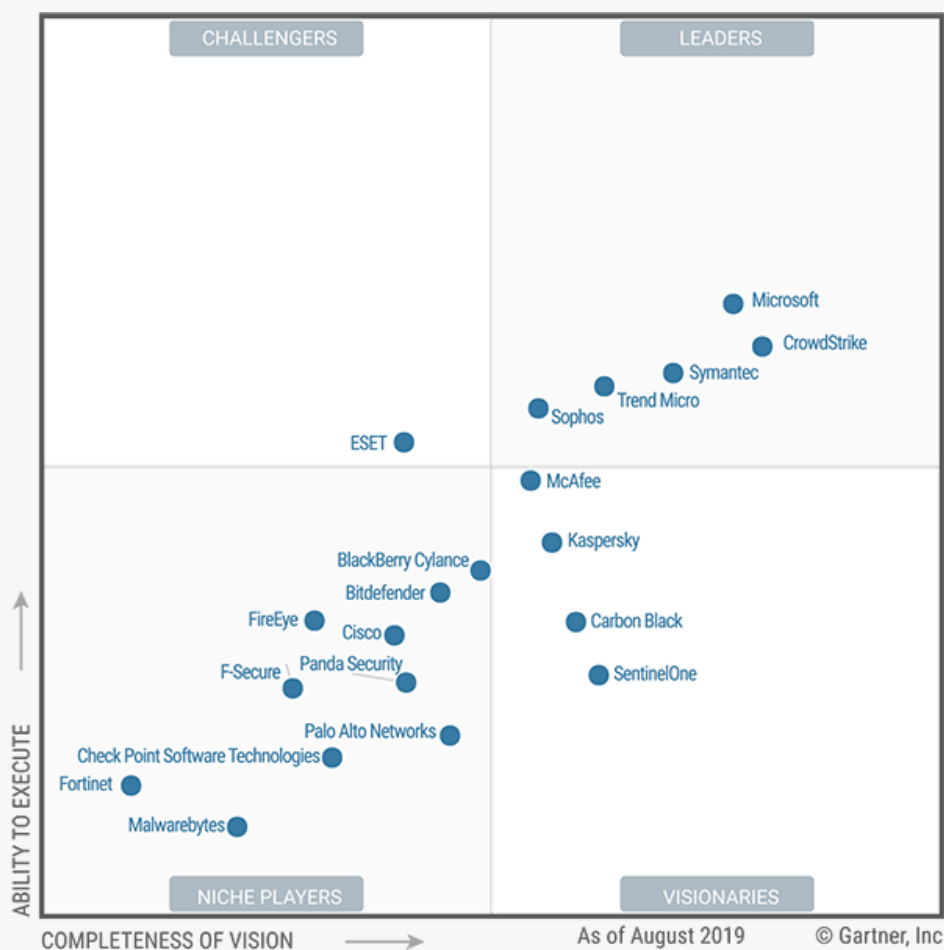 CHALLENGERS
LEADERS
Microsoft
CrowdStrike
Symantec
Trend Micro
Sophos
ESET
McAfee
Kaspersky
BlackBerry Cylance
Bitdefender
FireEye
Carbon Black
Cisco
Panda Security
F-Secure
SentinelOne
Palo Alto Networks
Check Point Software Technologies
Fortinet
Malwarebytes
ABILITY TO EXECUTE
NICHE PLAYERS
VISIONARIES
COMPLETENESS OF VISION
As of August 2019
© Gartner, Inc